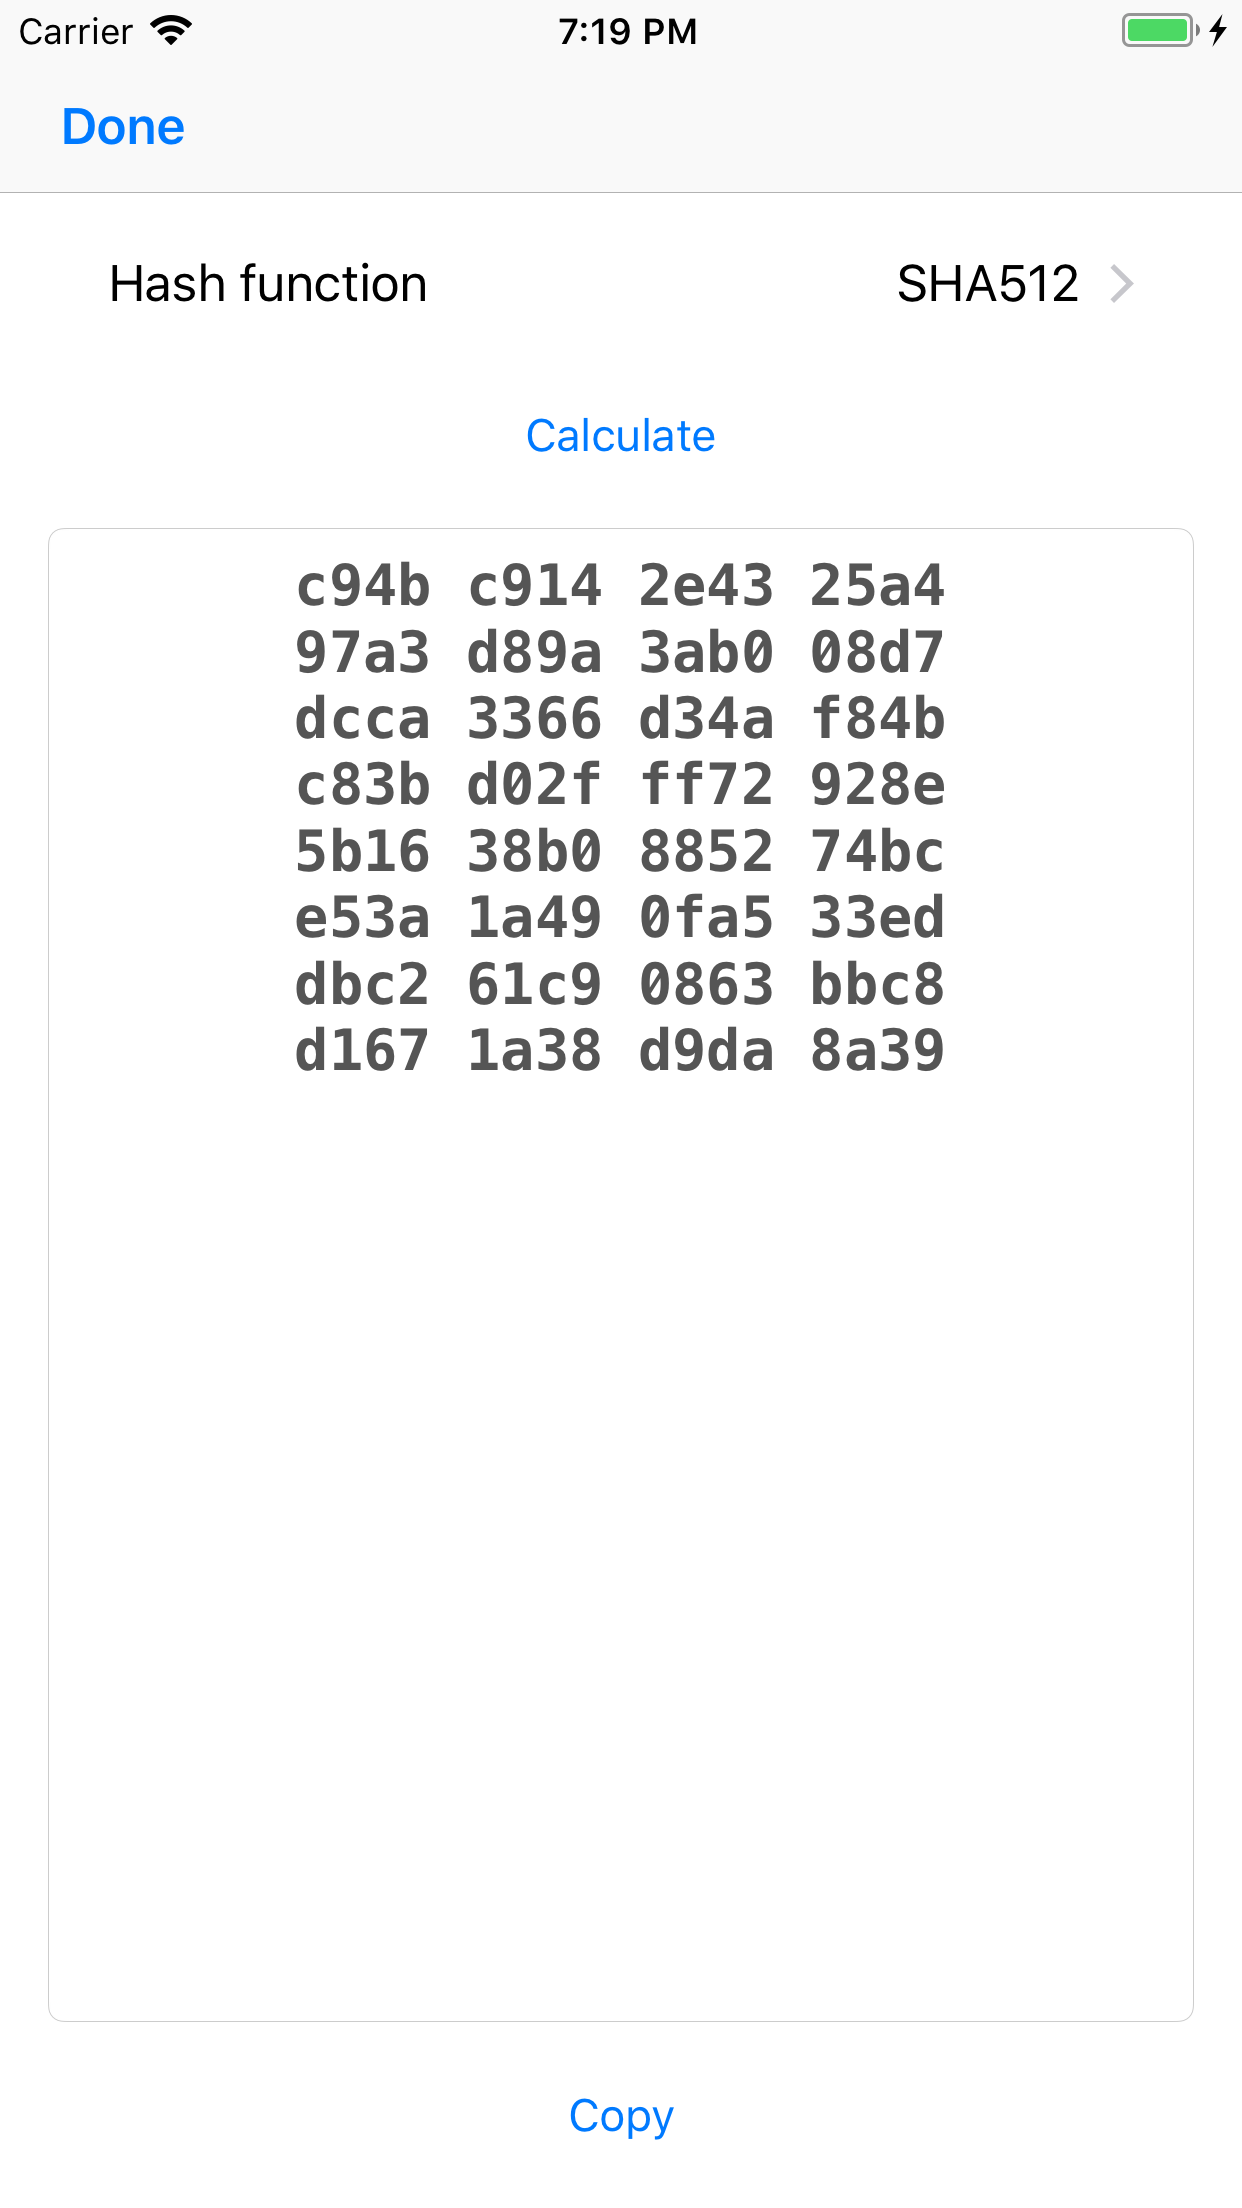 Carrier 7:19 PM
Done
Hash function SHA512
Calculate
c94b c914 2e43 25a4
97a3 d89a 3ab0 08d7
dcca 3366 d34a f84b
c83b d02f ff72 928e
5b16 38b0 8852 74bc
e53a 1a49 0fa5 33ed
dbc2 61c9 0863 bbc8
d167 1a38 d9da 8a39
Copy